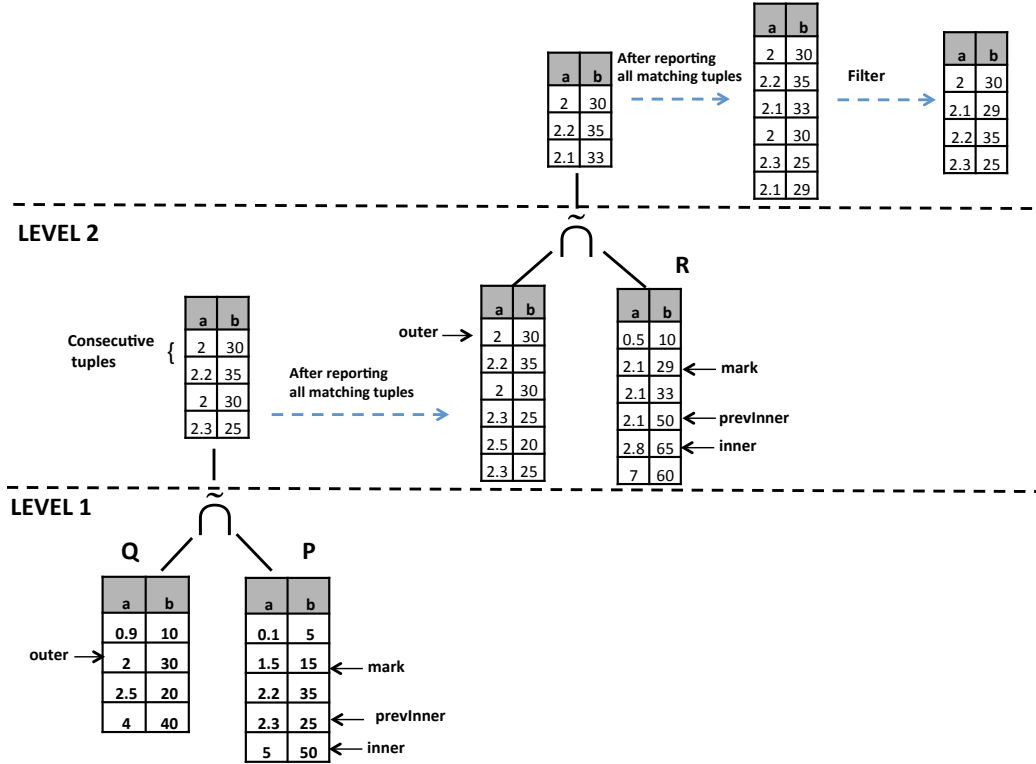 a b
2 30
2.2 35
2.1 33
After reporting
all matching tuples
a b
2 30
2.2 35
2.1 33
2 30
2.3 25
2.1 29
Filter
a b
2 30
2.1 29
2.2 35
2.3 25
LEVEL 2
~
Consecutive
tuples
{
a b
2 30
2.2 35
2 30
2.3 25
After reporting
all matching tuples
outer
a b
2 30
2.2 35
2 30
2.3 25
2.5 20
2.3 25
R
a b
0.5 10
2.1 29
2.1 33
2.1 50
2.8 65
7 60
mark
prevInner
inner
LEVEL 1
~
Q
outer
a b
0.9 10
2 30
2.5 20
4 40
P
a b
0.1 5
1.5 15
2.2 35
2.3 25
5 50
mark
prevInner
inner